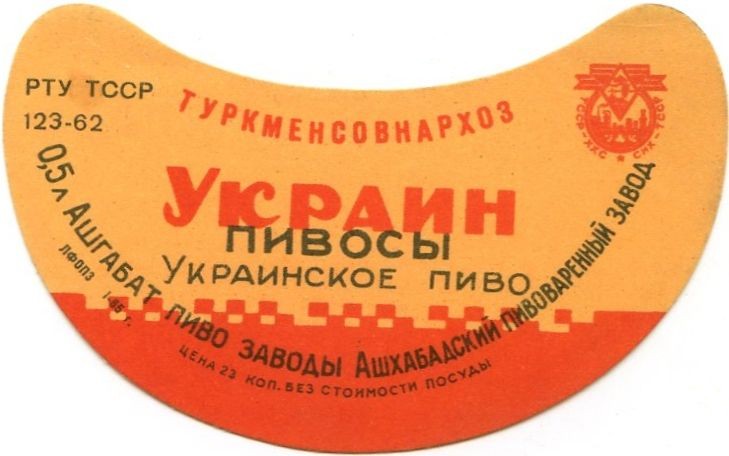 РТУ ТССР
123-62
ТУРКМЕНСОВНАРХОЗ
УКРАИН
ПИВОСЫ
УКРАИНСКОЕ ПИВО
0,5 л АШГАБАТ ПИВО ЗАВОДЫ АШХАБАДСКИЙ ПИВОВАРЕННЫЙ ЗАВОД
ЦЕНА 23 КОП. БЕЗ СТОИМОСТИ ПОСУДЫ
ЛФОПЗ